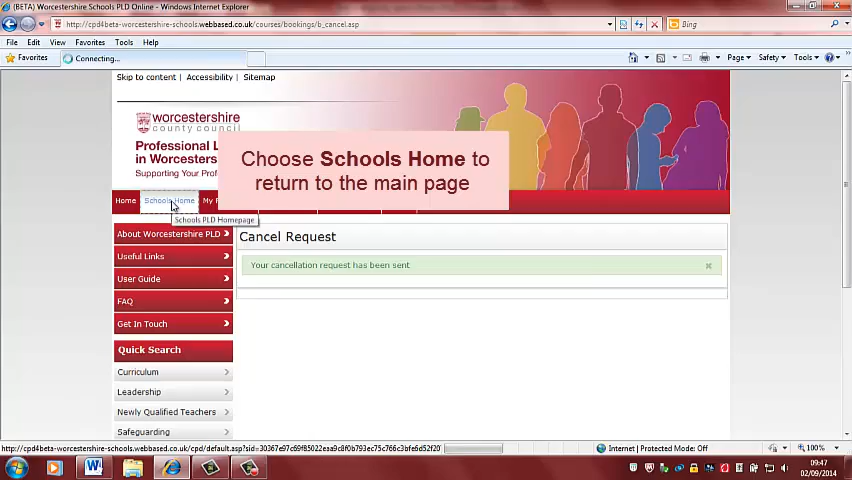 (BETA) Worcestershire Schools PLD Online - Windows Internet Explorer
http://cpd4beta-worcestershire-schools.webbased.co.uk/courses/bookings/b_cancel.asp
Bing
File Edit View Favorites Tools Help
Favorites
Connecting...
Page Safety Tools
Skip to content | Accessibility | Sitemap
worcestershire
county council
Professional L
in Worcesters
Supporting Your Prof
Choose Schools Home to
return to the main page
Home Schools Home My
Schools PLD Homepage
About Worcestershire PLD
Useful Links
User Guide
FAQ
Get In Touch
Quick Search
Curriculum
Leadership
Newly Qualified Teachers
Safeguarding
Cancel Request
Your cancellation request has been sent
Internet | Protected Mode: Off
100%
09:47
02/09/2014